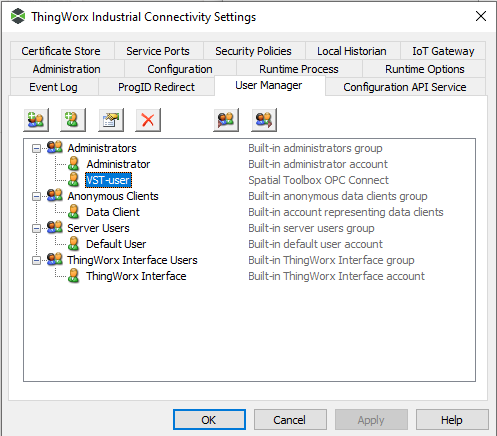 ThingWorx Industrial Connectivity Settings
Certificate Store Service Ports Security Policies Local Historian IoT Gateway
Administration Configuration Runtime Process Runtime Options
Event Log ProgID Redirect User Manager Configuration API Service
Administrators Built-in administrators group
Administrator Built-in administrator account
VST-user Spatial Toolbox OPC Connect
Anonymous Clients Built-in anonymous data clients group
Data Client Built-in account representing data clients
Server Users Built-in server users group
Default User Built-in default user account
ThingWorx Interface Users Built-in ThingWorx Interface group
ThingWorx Interface Built-in ThingWorx Interface account
OK Cancel Apply Help